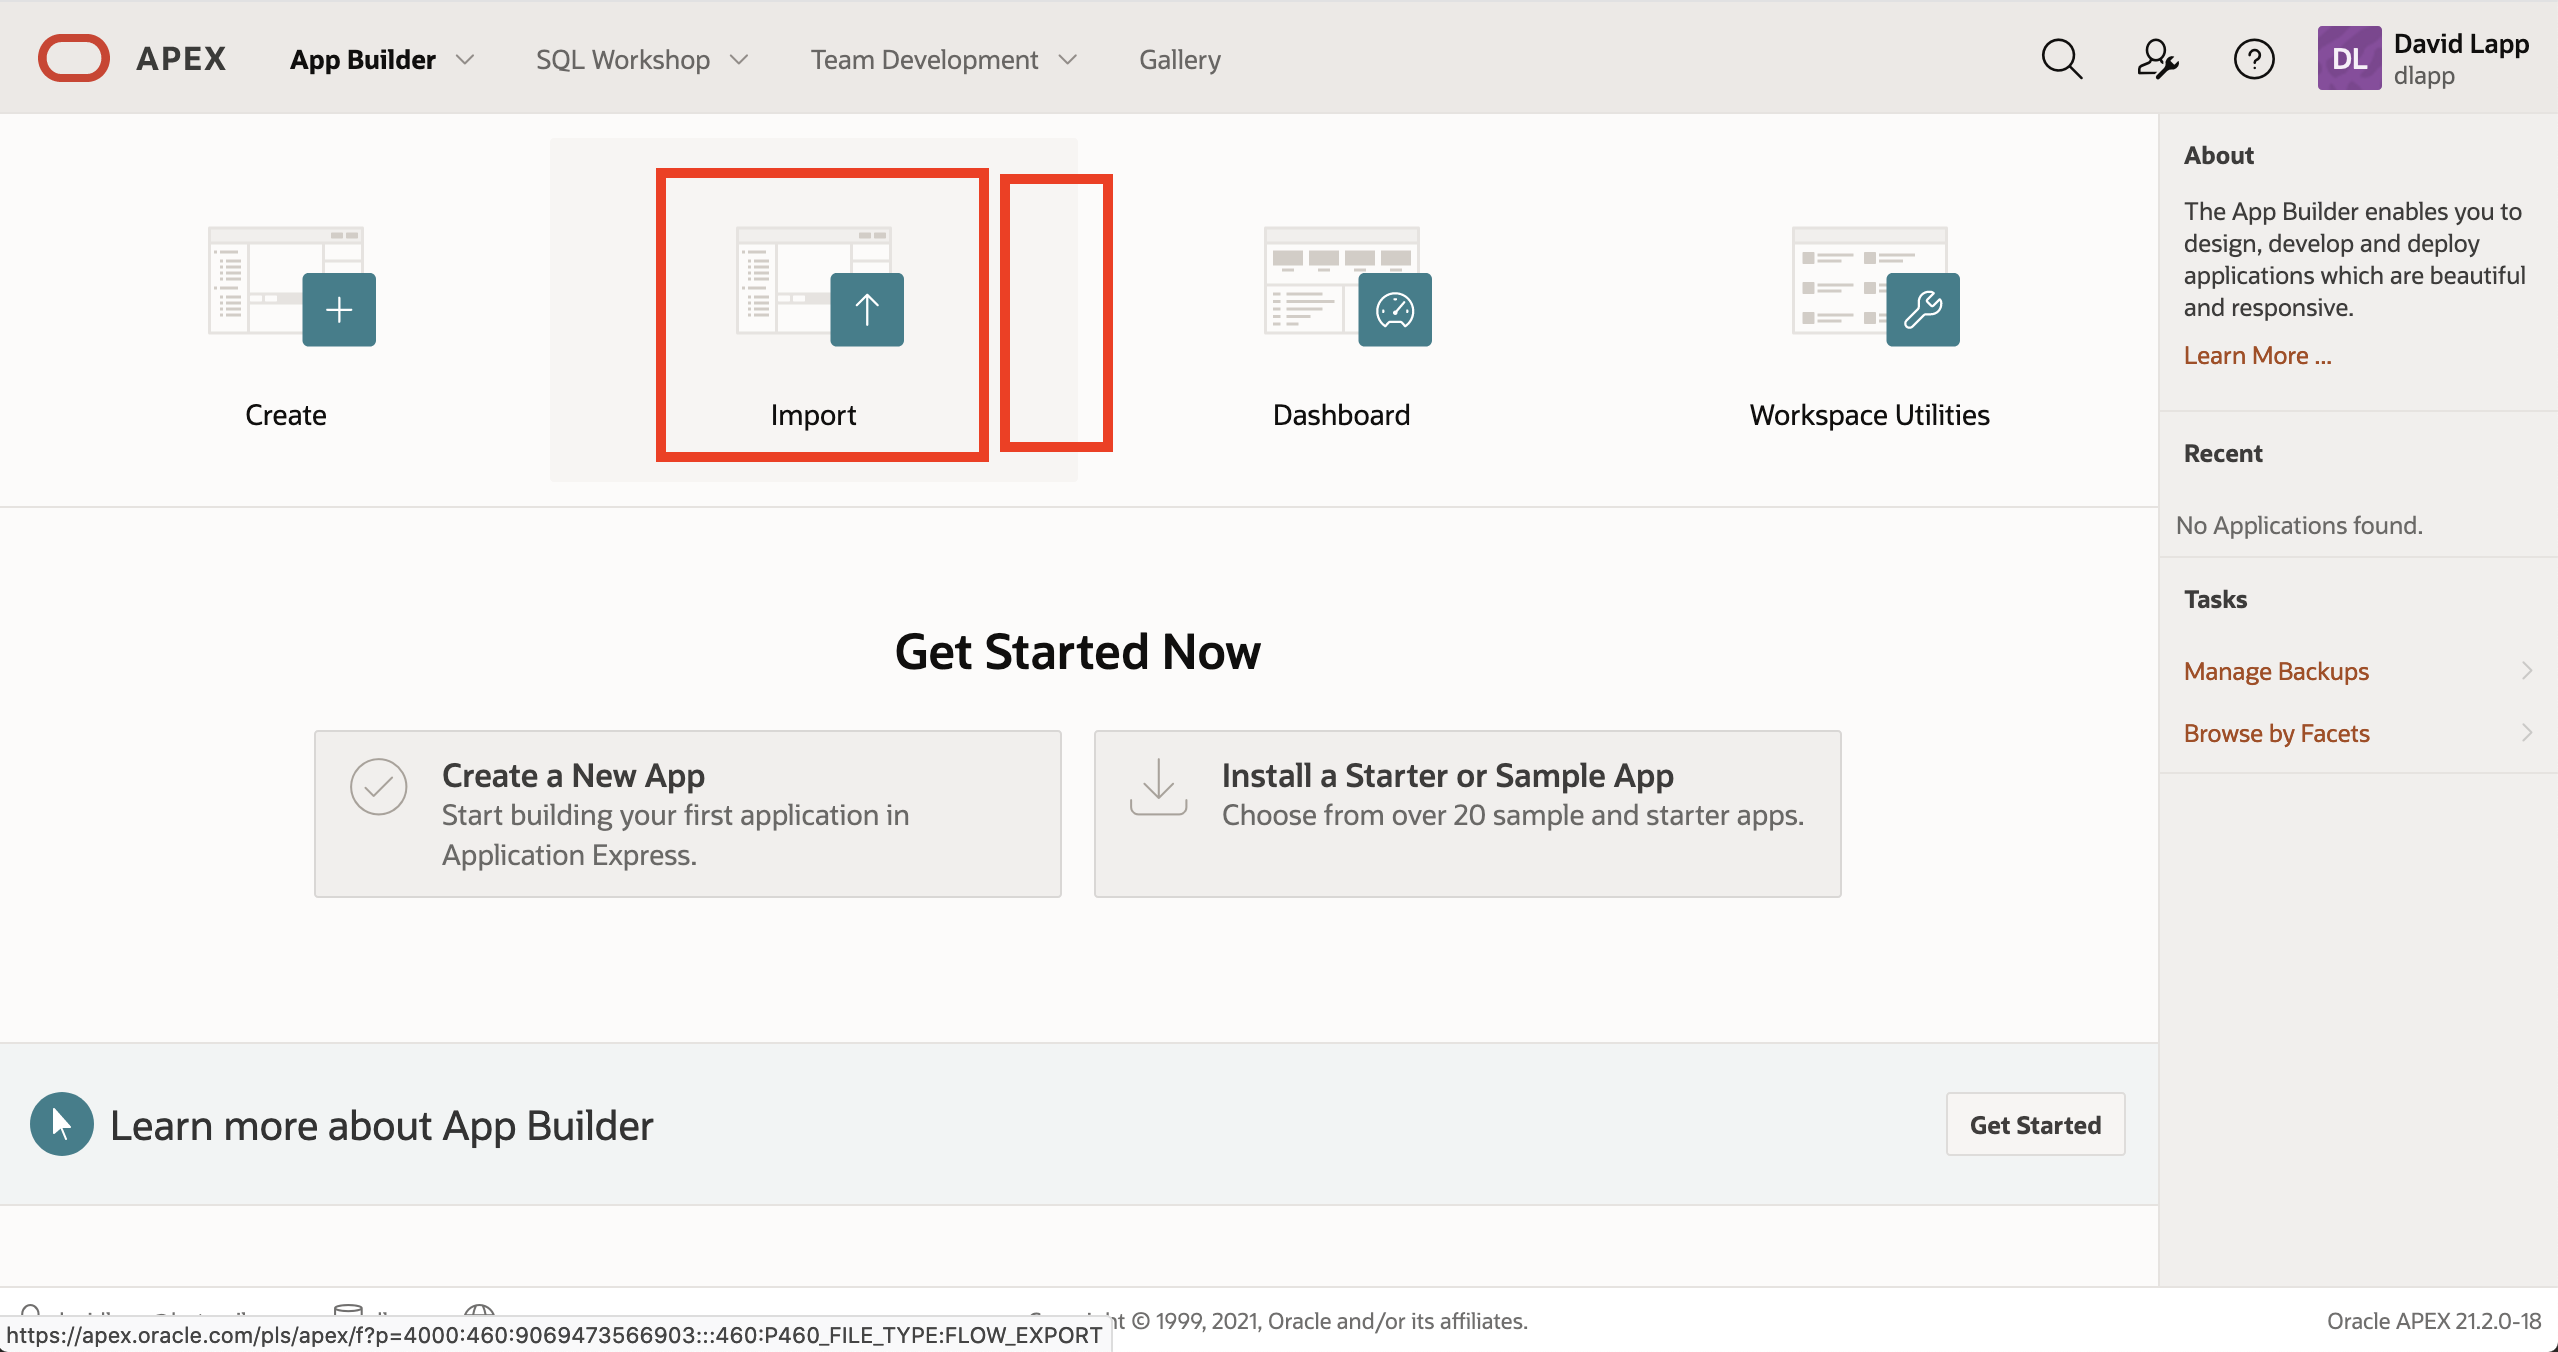 APEX
App Builder
SQL Workshop
Team Development
Gallery
DL
David Lapp
dlapp
Create
Import
Dashboard
Workspace Utilities
About
The App Builder enables you to
design, develop and deploy
applications which are beautiful
and responsive.
Learn More ...
Recent
No Applications found.
Tasks
Manage Backups
Browse by Facets
Get Started Now
Create a New App
Start building your first application in
Application Express.
Install a Starter or Sample App
Choose from over 20 sample and starter apps.
Learn more about App Builder
Get Started
© 1999, 2021, Oracle and/or its affiliates.
Oracle APEX 21.2.0-18
https://apex.oracle.com/pls/apex/f?p=4000:460:9069473566903:::460:P460_FILE_TYPE:FLOW_EXPORT